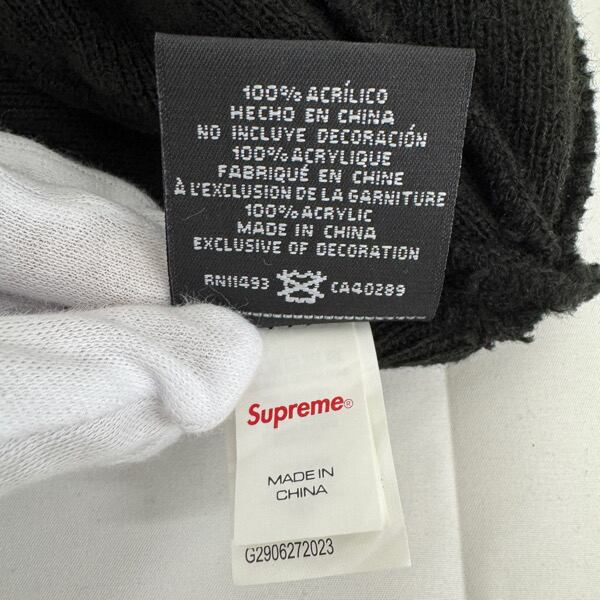 100% ACRÍLICO
HECHO EN CHINA
NO INCLUYE DECORACIÓN
100% ACRYLIQUE
FABRIQUÉ EN CHINE
À L'EXCLUSION DE LA GARNITURE
100% ACRYLIC
MADE IN CHINA
EXCLUSIVE OF DECORATION
RN11493 CA40289
Supreme®
MADE IN
CHINA
G2906272023